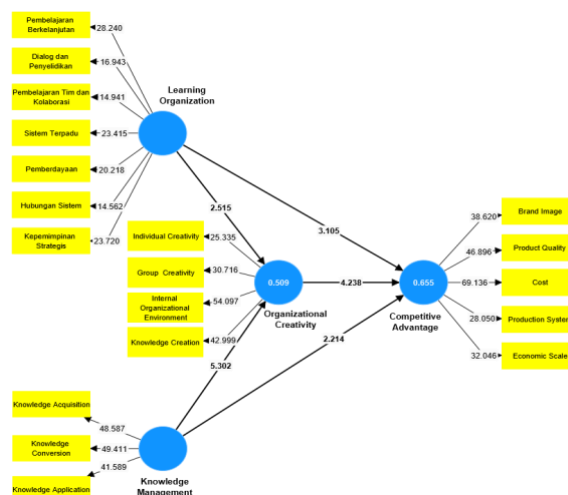 Pembelajaran
Berkelanjutan
28.240
Dialog dan
Penyelidikan
16.943
Pembelajaran Tim dan
Kolaborasi
14.941
Sistem Terpadu
23.415
Pemberdayaan
20.218
Hubungan Sistem
14.562
Kepemimpinan
Strategis
23.720
Learning
Organization
2.515
3.105
Individual Creativity
25.335
Group Creativity
30.716
Internal
Organizational
Environment
54.097
Knowledge Creation
42.999
0.509
Organizational
Creativity
4.238
5.302
2.214
0.655
Competitive
Advantage
38.620
Brand Image
46.896
Product Quality
69.136
Cost
28.050
Production System
32.046
Economic Scale
Knowledge Acquisition
48.587
Knowledge
Conversion
49.411
41.589
Knowledge Application
Knowledge
Management